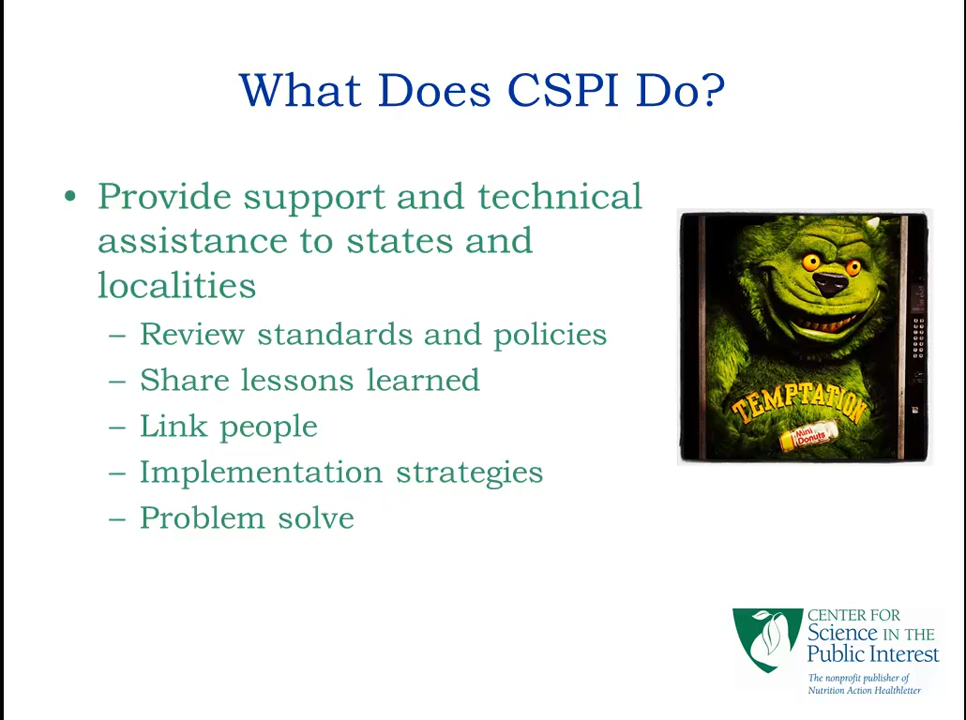 What Does CSPI Do?
• Provide support and technical
assistance to states and
localities
– Review standards and policies
– Share lessons learned
– Link people
– Implementation strategies
– Problem solve
TEMPTATION
Mini
Donuts
CENTER FOR
Science IN THE
Public Interest
The nonprofit publisher of
Nutrition Action Healthletter